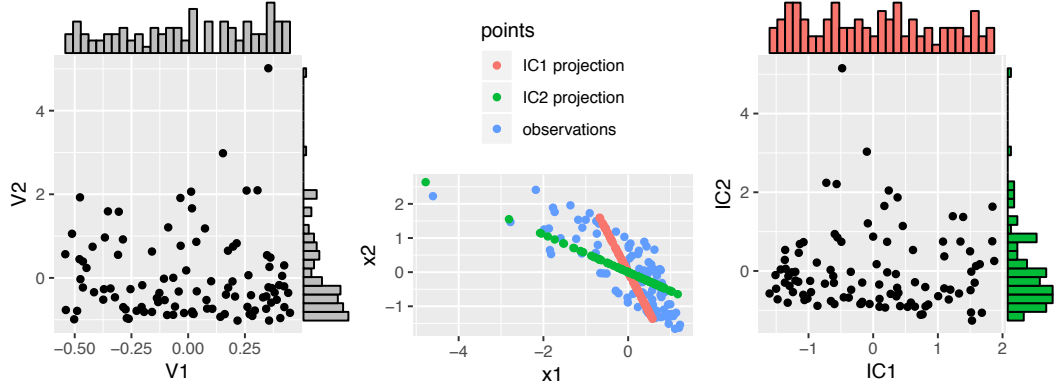 V2
4
2
0
−0.50
−0.25
0.00
0.25
V1
points
IC1 projection
IC2 projection
observations
x2
2
1
0
−1
−4
−2
0
x1
IC2
4
2
0
−1
0
1
2
IC1